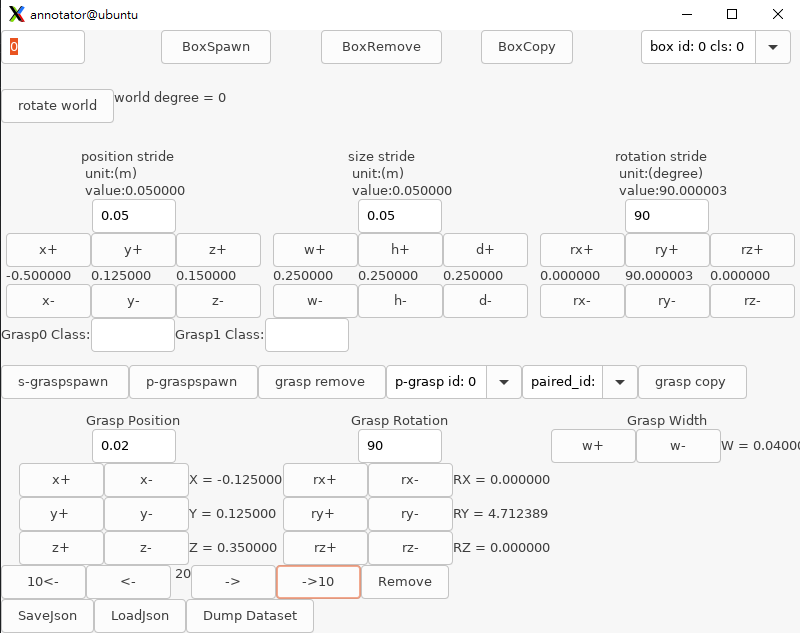 annotator@ubuntu
0 BoxSpawn BoxRemove BoxCopy box id: 0 cls: 0
rotate world world degree = 0
position stride size stride rotation stride
unit:(m) unit:(m) unit:(degree)
value:0.050000 value:0.050000 value:90.000003
0.05 0.05 90
x+ y+ z+ w+ h+ d+ rx+ ry+ rz+
-0.500000 0.125000 0.150000 0.250000 0.250000 0.250000 0.000000 90.000003 0.000000
x- y- z- w- h- d- rx- ry- rz-
Grasp0 Class: Grasp1 Class:
s-graspspawn p-graspspawn grasp remove p-grasp id: 0 paired_id: grasp copy
Grasp Position Grasp Rotation Grasp Width
0.02 90 w+ w- W = 0.0400
x+ x- X = -0.125000 rx+ rx- RX = 0.000000
y+ y- Y = 0.125000 ry+ ry- RY = 4.712389
z+ z- Z = 0.350000 rz+ rz- RZ = 0.000000
10<- <- 20 -> ->10 Remove
SaveJson LoadJson Dump Dataset